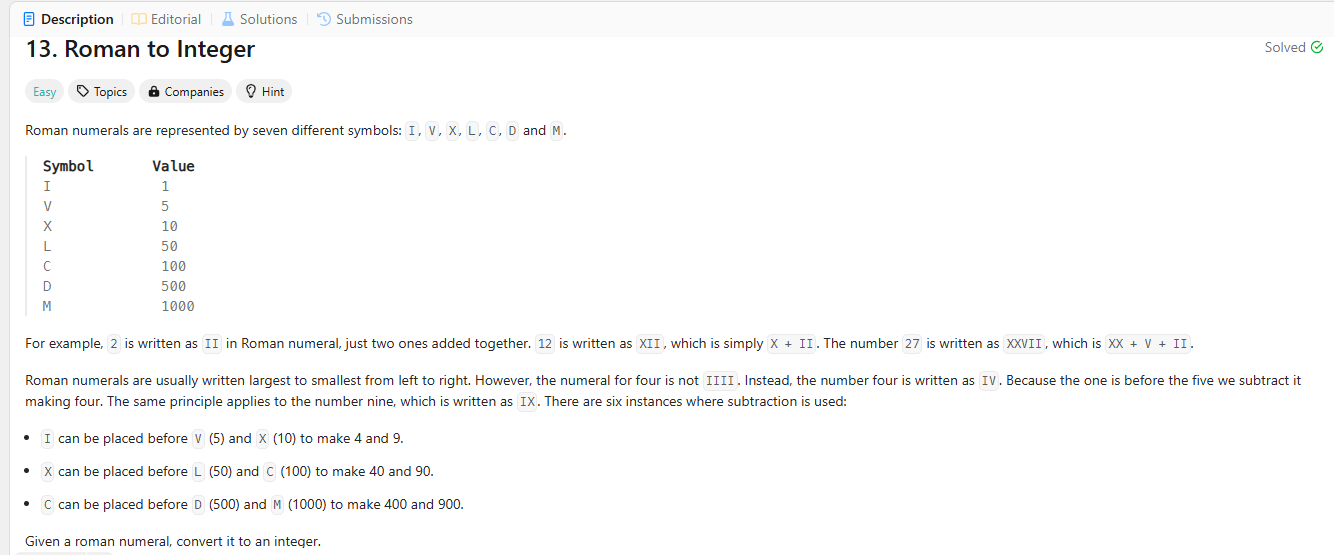 Description
Editorial
Solutions
Submissions
13. Roman to Integer
Solved
Easy
Topics
Companies
Hint
Roman numerals are represented by seven different symbols: I, V, X, L, C, D and M.
Symbol Value
I 1
V 5
X 10
L 50
C 100
D 500
M 1000
For example, 2 is written as II in Roman numeral, just two ones added together. 12 is written as XII, which is simply X + II. The number 27 is written as XXVII, which is XX + V + II.
Roman numerals are usually written largest to smallest from left to right. However, the numeral for four is not IIII. Instead, the number four is written as IV. Because the one is before the five we subtract it
making four. The same principle applies to the number nine, which is written as IX. There are six instances where subtraction is used:
• I can be placed before V (5) and X (10) to make 4 and 9.
• X can be placed before L (50) and C (100) to make 40 and 90.
• C can be placed before D (500) and M (1000) to make 400 and 900.
Given a roman numeral, convert it to an integer.